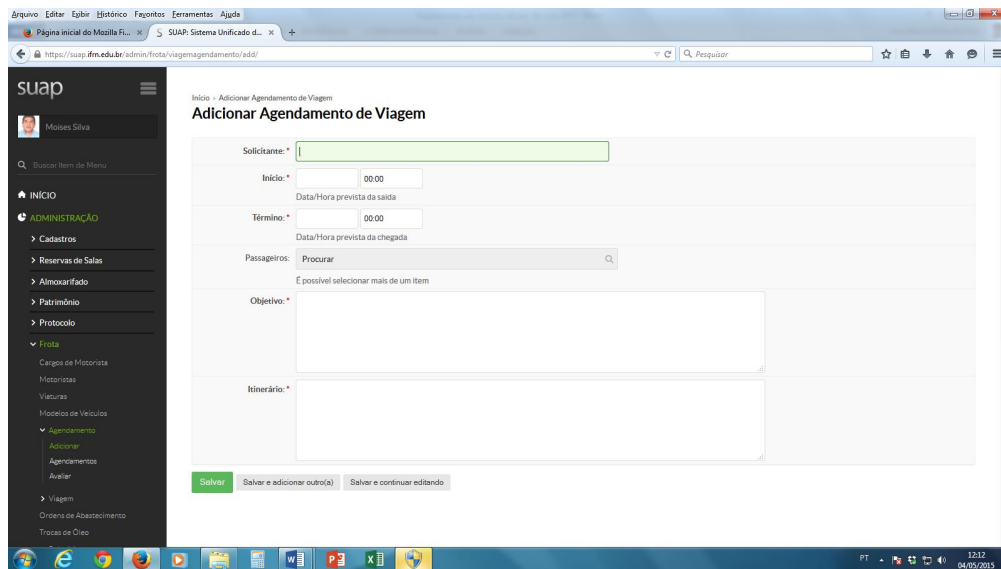 Arquivo Editar Exibir Histórico Favoritos Ferramentas Ajuda
Página inicial do Mozilla Fi... × SUAP: Sistema Unificado d... × +
https://suap.ifrn.edu.br/admin/frota/viagemagendamento/add/ Pesquisar
suap
Moises Silva
Buscar Item de Menu
INÍCIO
ADMINISTRAÇÃO
Cadastros
Reservas de Salas
Almoxarifado
Patrimônio
Protocolo
Frota
Cargos de Motorista
Motoristas
Viaturas
Modelos de Veículos
Agendamento
Adicionar
Agendamentos
Avaliar
Viagem
Ordens de Abastecimento
Trocas de Óleo
Início » Adicionar Agendamento de Viagem
Adicionar Agendamento de Viagem
Solicitante: *
Início: * 00:00
Data/Hora prevista da saída
Término: * 00:00
Data/Hora prevista da chegada
Passageiros: Procurar
É possível selecionar mais de um item
Objetivo: *
Itinerário: *
Salvar Salvar e adicionar outro(a) Salvar e continuar editando
PT 12:12
04/05/2015